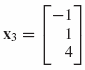 x₃ = [ −1
1
4 ]